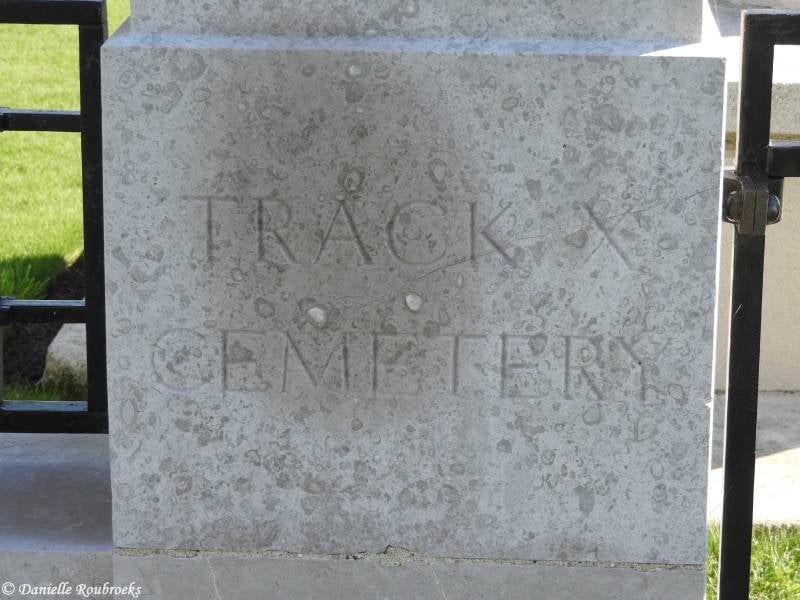 TRACK X
CEMETERY
© Danielle Roubroeks